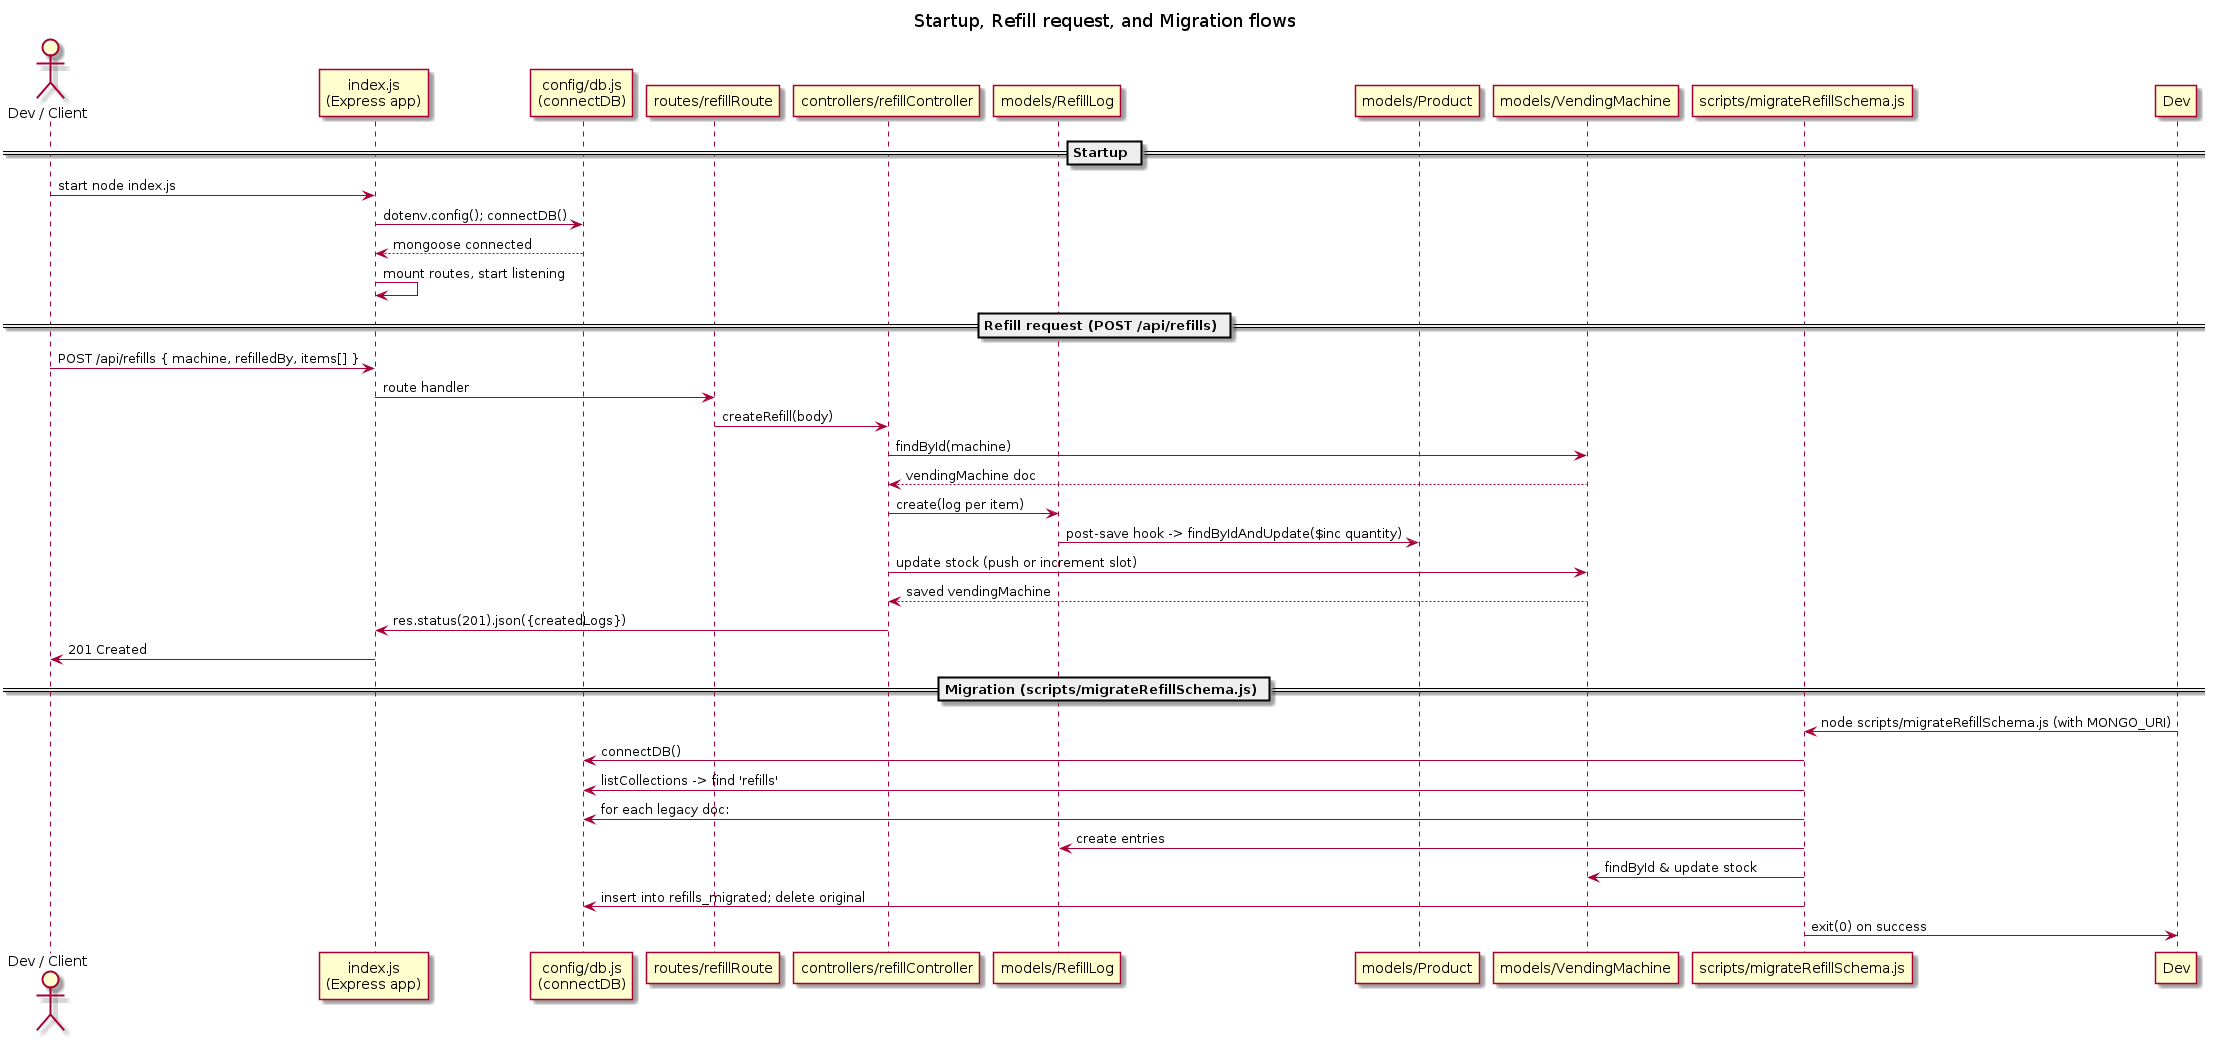 Startup, Refill request, and Migration flows
Dev / Client
index.js
(Express app)
config/db.js
(connectDB)
routes/refillRoute
controllers/refillController
models/RefillLog
models/Product
models/VendingMachine
scripts/migrateRefillSchema.js
Dev
Startup
start node index.js
dotenv.config(); connectDB()
mongoose connected
mount routes, start listening
Refill request (POST /api/refills)
POST /api/refills { machine, refilledBy, items[] }
route handler
createRefill(body)
findById(machine)
vendingMachine doc
create(log per item)
post-save hook -> findByIdAndUpdate($inc quantity)
update stock (push or increment slot)
saved vendingMachine
res.status(201).json({createdLogs})
201 Created
Migration (scripts/migrateRefillSchema.js)
node scripts/migrateRefillSchema.js (with MONGO_URI)
connectDB()
listCollections -> find 'refills'
for each legacy doc:
create entries
findById & update stock
insert into refills_migrated; delete original
exit(0) on success
Dev / Client
index.js
(Express app)
config/db.js
(connectDB)
routes/refillRoute
controllers/refillController
models/RefillLog
models/Product
models/VendingMachine
scripts/migrateRefillSchema.js
Dev